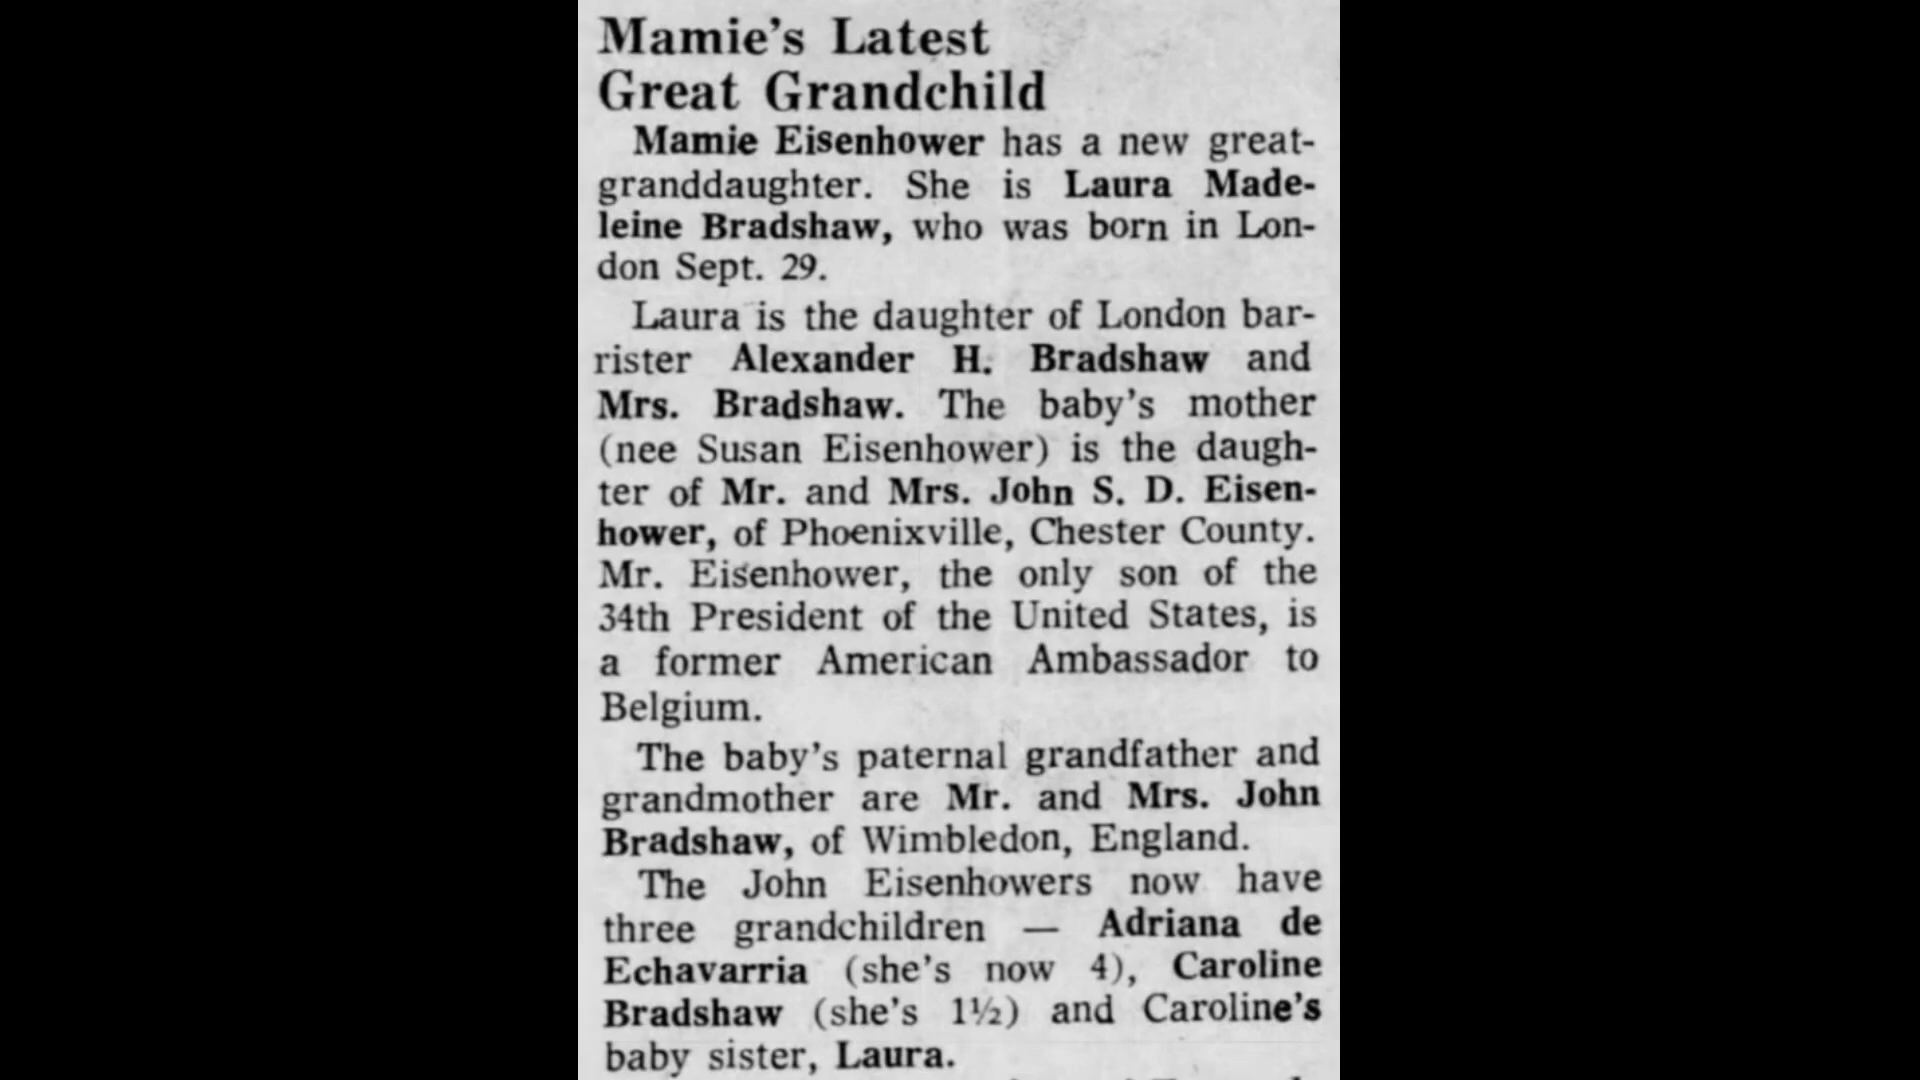 Mamie's Latest
Great Grandchild
Mamie Eisenhower has a new great-
granddaughter. She is Laura Made-
leine Bradshaw, who was born in Lon-
don Sept. 29.
Laura is the daughter of London bar-
rister Alexander H. Bradshaw and
Mrs. Bradshaw. The baby's mother
(nee Susan Eisenhower) is the daugh-
ter of Mr. and Mrs. John S. D. Eisen-
hower, of Phoenixville, Chester County.
Mr. Eisenhower, the only son of the
34th President of the United States, is
a former American Ambassador to
Belgium.
The baby's paternal grandfather and
grandmother are Mr. and Mrs. John
Bradshaw, of Wimbledon, England.
The John Eisenhowers now have
three grandchildren — Adriana de
Echavarria (she's now 4), Caroline
Bradshaw (she's 1½) and Caroline's
baby sister, Laura.